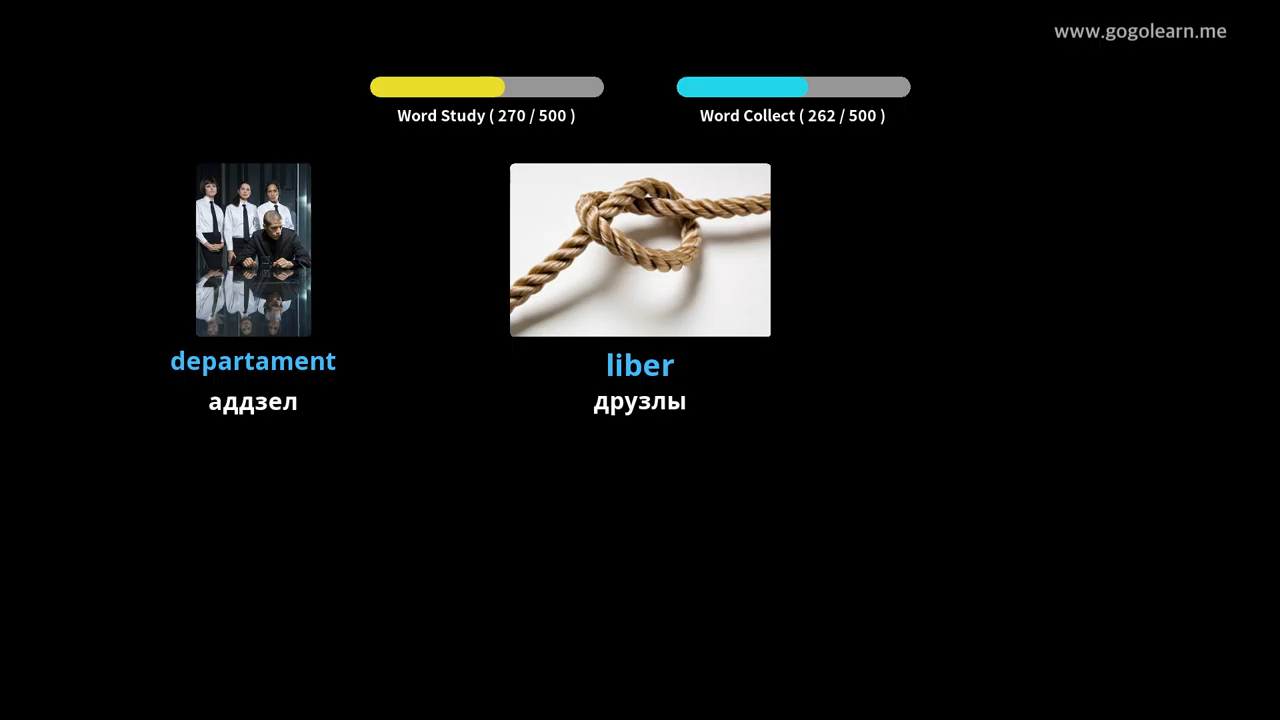 www.gogolearn.me
Word Study ( 270 / 500 )
Word Collect ( 262 / 500 )
departament
аддзел
liber
друзлы